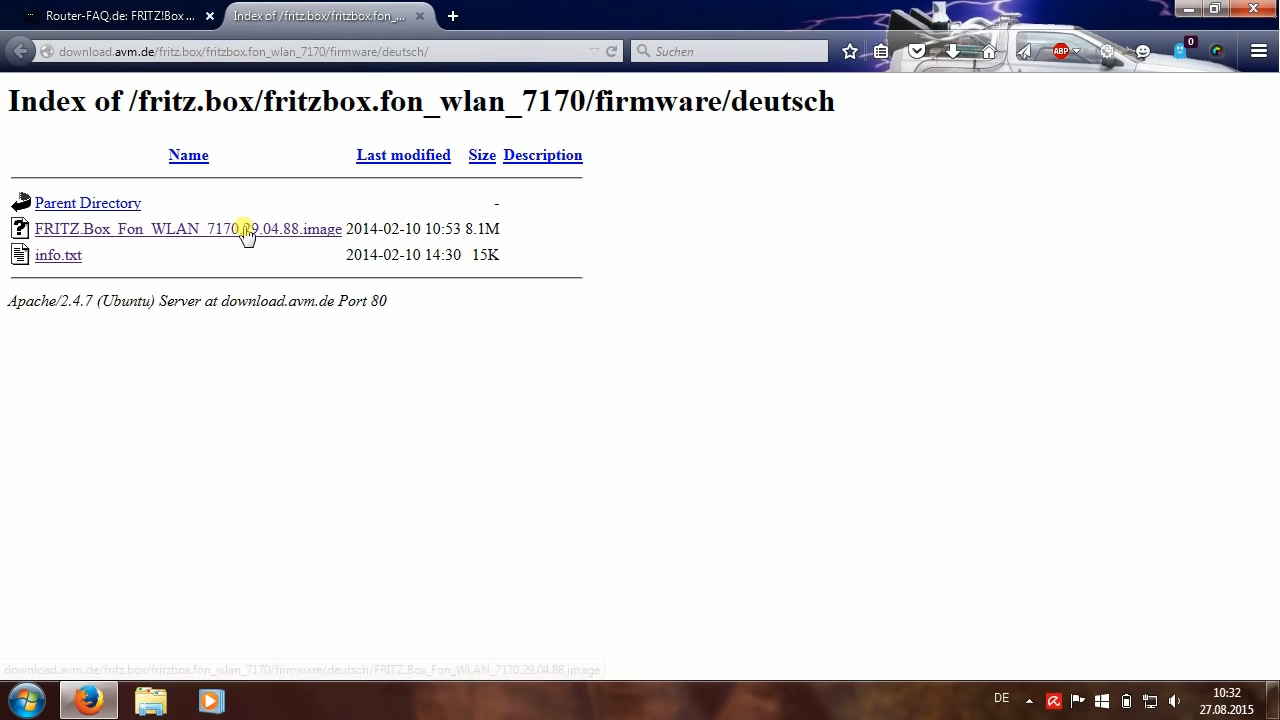 Router-FAQ.de: FRITZ!Box ...
Index of /fritz.box/fritzbox.fon_...
download.avm.de/fritz.box/fritzbox.fon_wlan_7170/firmware/deutsch/
Suchen
ABP
0
Index of /fritz.box/fritzbox.fon_wlan_7170/firmware/deutsch
Name Last modified Size Description
Parent Directory -
FRITZ.Box_Fon_WLAN_7170.29.04.88.image 2014-02-10 10:53 8.1M
info.txt 2014-02-10 14:30 15K
Apache/2.4.7 (Ubuntu) Server at download.avm.de Port 80
download.avm.de/fritz.box/fritzbox.fon_wlan_7170/firmware/deutsch/FRITZ.Box_Fon_WLAN_7170.29.04.88.image
DE
10:32
27.08.2015